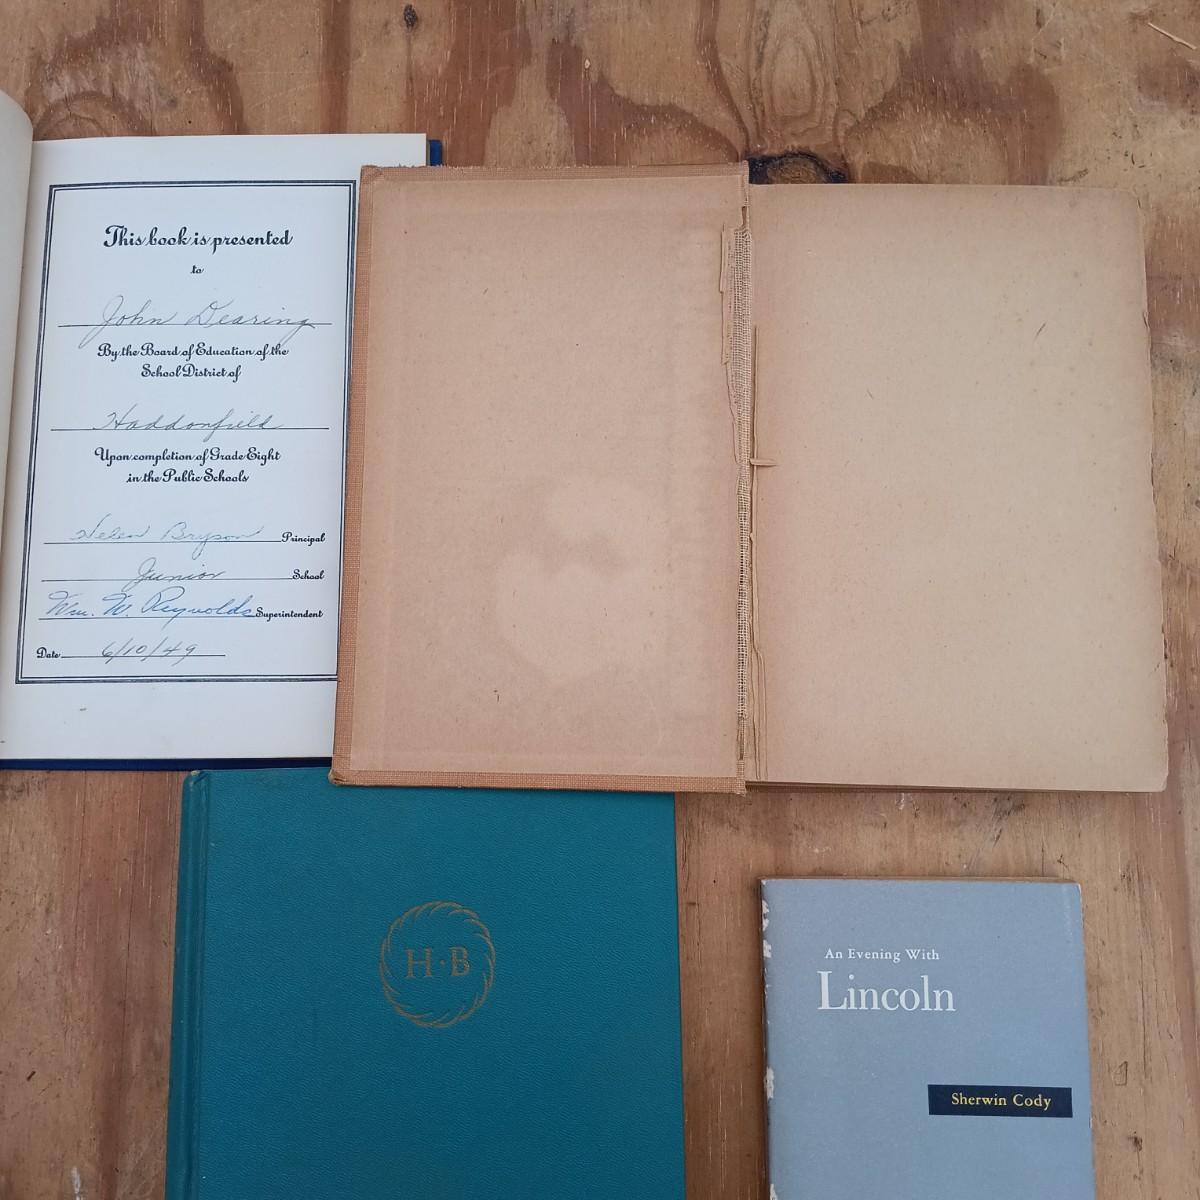 This book is presented
to
John Dearing
By the Board of Education of the
School District of
Haddonfield
Upon completion of Grade Eight
in the Public Schools
Helen Bryson Principal
Junior School
Wm. W. Reynolds Superintendent
Date 6/10/49
H·B
An Evening With
Lincoln
Sherwin Cody